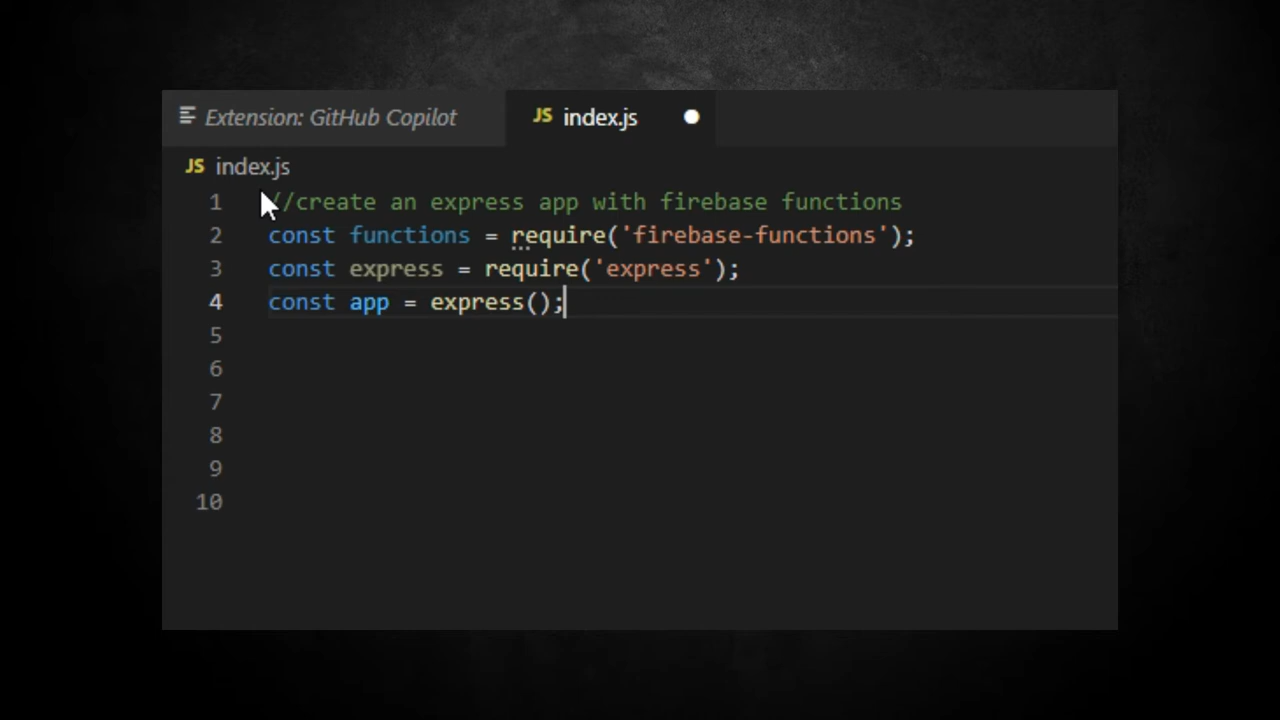 Extension: GitHub Copilot
JS index.js
JS index.js
1 //create an express app with firebase functions
2 const functions = require('firebase-functions');
3 const express = require('express');
4 const app = express();
5
6
7
8
9
10